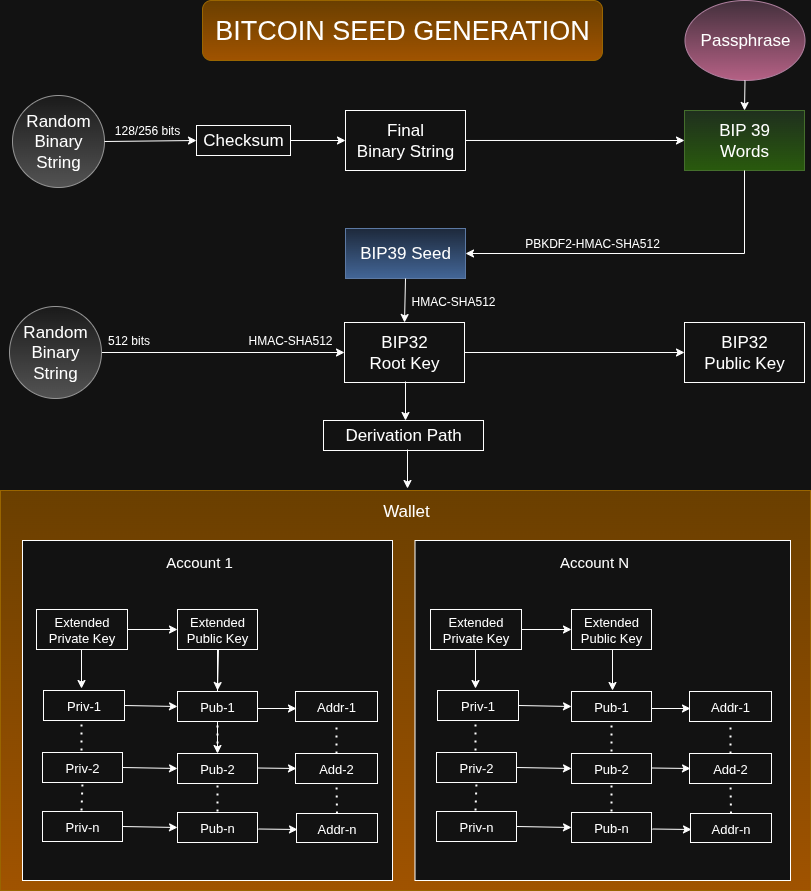 BITCOIN SEED GENERATION
Passphrase
Random
Binary
String
128/256 bits
Checksum
Final
Binary String
BIP 39
Words
BIP39 Seed
PBKDF2-HMAC-SHA512
HMAC-SHA512
Random
Binary
String
512 bits
HMAC-SHA512
BIP32
Root Key
BIP32
Public Key
Derivation Path
Wallet
Account 1
Extended
Private Key
Extended
Public Key
Priv-1
Pub-1
Addr-1
Priv-2
Pub-2
Add-2
Priv-n
Pub-n
Addr-n
Account N
Extended
Private Key
Extended
Public Key
Priv-1
Pub-1
Addr-1
Priv-2
Pub-2
Add-2
Priv-n
Pub-n
Addr-n